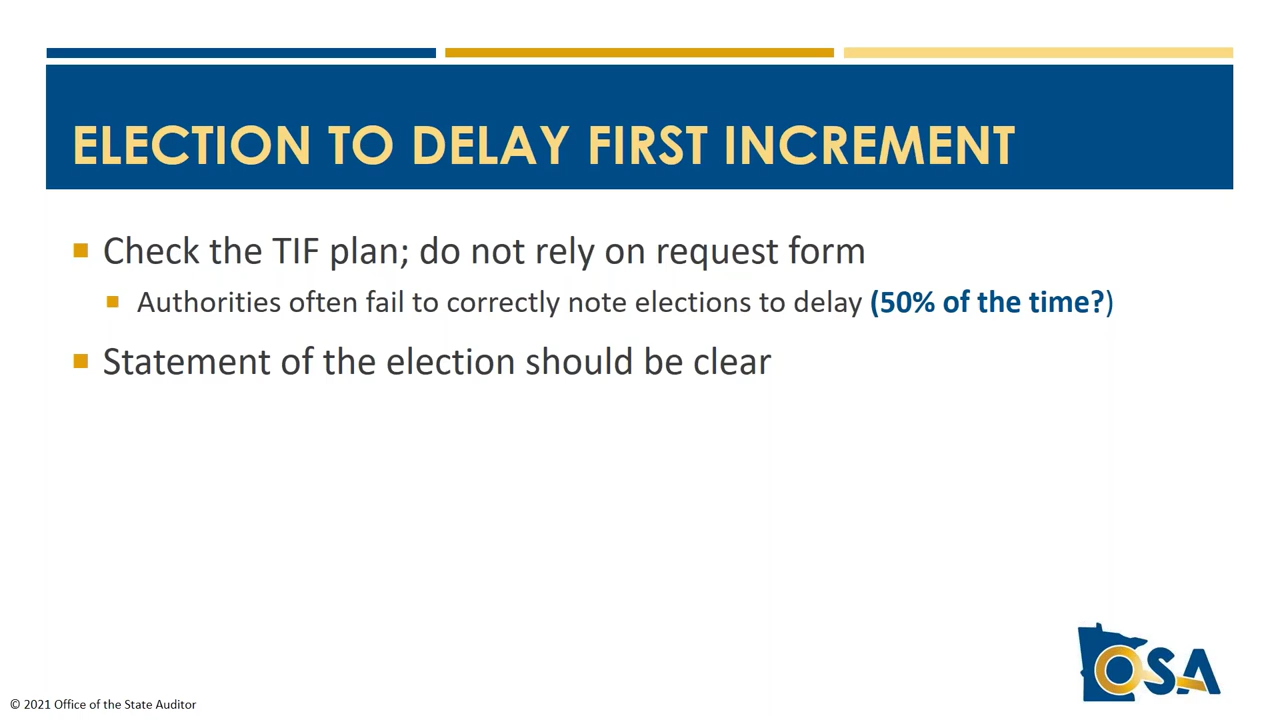 ELECTION TO DELAY FIRST INCREMENT
Check the TIF plan; do not rely on request form
Authorities often fail to correctly note elections to delay (50% of the time?)
Statement of the election should be clear
OSA
© 2021 Office of the State Auditor